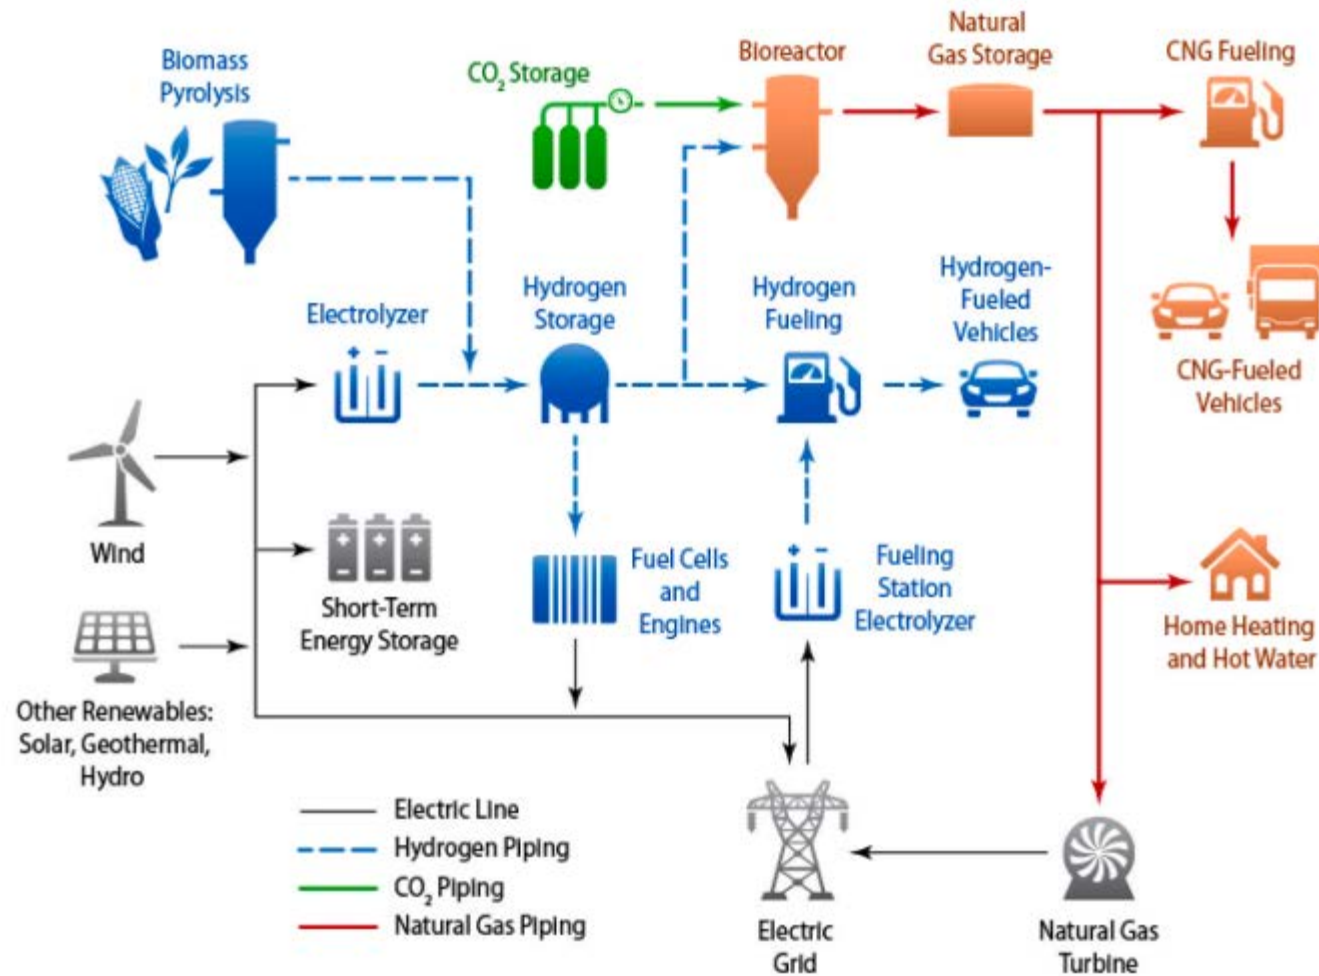 Biomass
Pyrolysis
CO₂ Storage
Bioreactor
Natural
Gas Storage
CNG Fueling
Electrolyzer
Hydrogen
Storage
Hydrogen
Fueling
Hydrogen-
Fueled
Vehicles
CNG-Fueled
Vehicles
Wind
Short-Term
Energy Storage
Fuel Cells
and
Engines
Fueling
Station
Electrolyzer
Home Heating
and Hot Water
Other Renewables:
Solar, Geothermal,
Hydro
Electric Line
Hydrogen Piping
CO₂ Piping
Natural Gas Piping
Electric
Grid
Natural Gas
Turbine